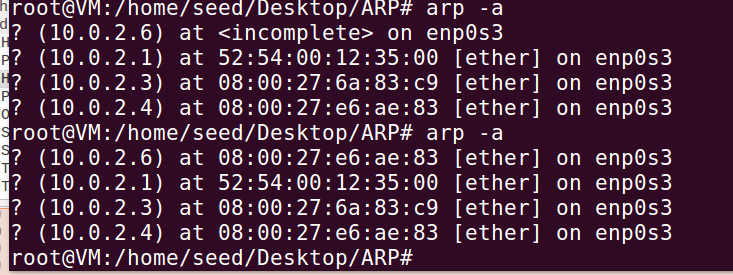 root@VM:/home/seed/Desktop/ARP# arp -a
? (10.0.2.6) at <incomplete> on enp0s3
? (10.0.2.1) at 52:54:00:12:35:00 [ether] on enp0s3
? (10.0.2.3) at 08:00:27:6a:83:c9 [ether] on enp0s3
? (10.0.2.4) at 08:00:27:e6:ae:83 [ether] on enp0s3
root@VM:/home/seed/Desktop/ARP# arp -a
? (10.0.2.6) at 08:00:27:e6:ae:83 [ether] on enp0s3
? (10.0.2.1) at 52:54:00:12:35:00 [ether] on enp0s3
? (10.0.2.3) at 08:00:27:6a:83:c9 [ether] on enp0s3
? (10.0.2.4) at 08:00:27:e6:ae:83 [ether] on enp0s3
root@VM:/home/seed/Desktop/ARP#